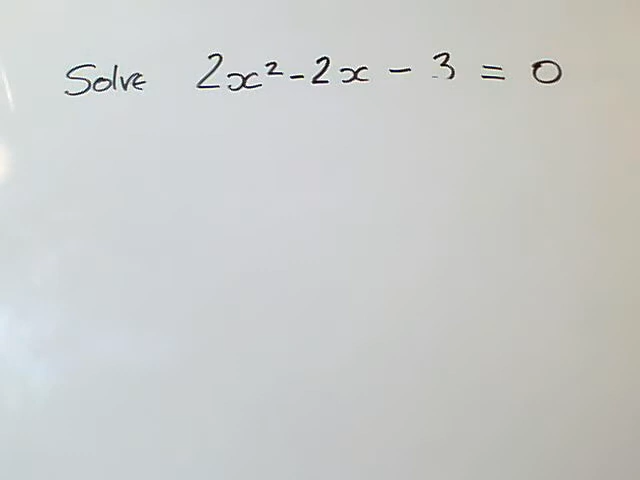 Solve 2x² - 2x - 3 = 0